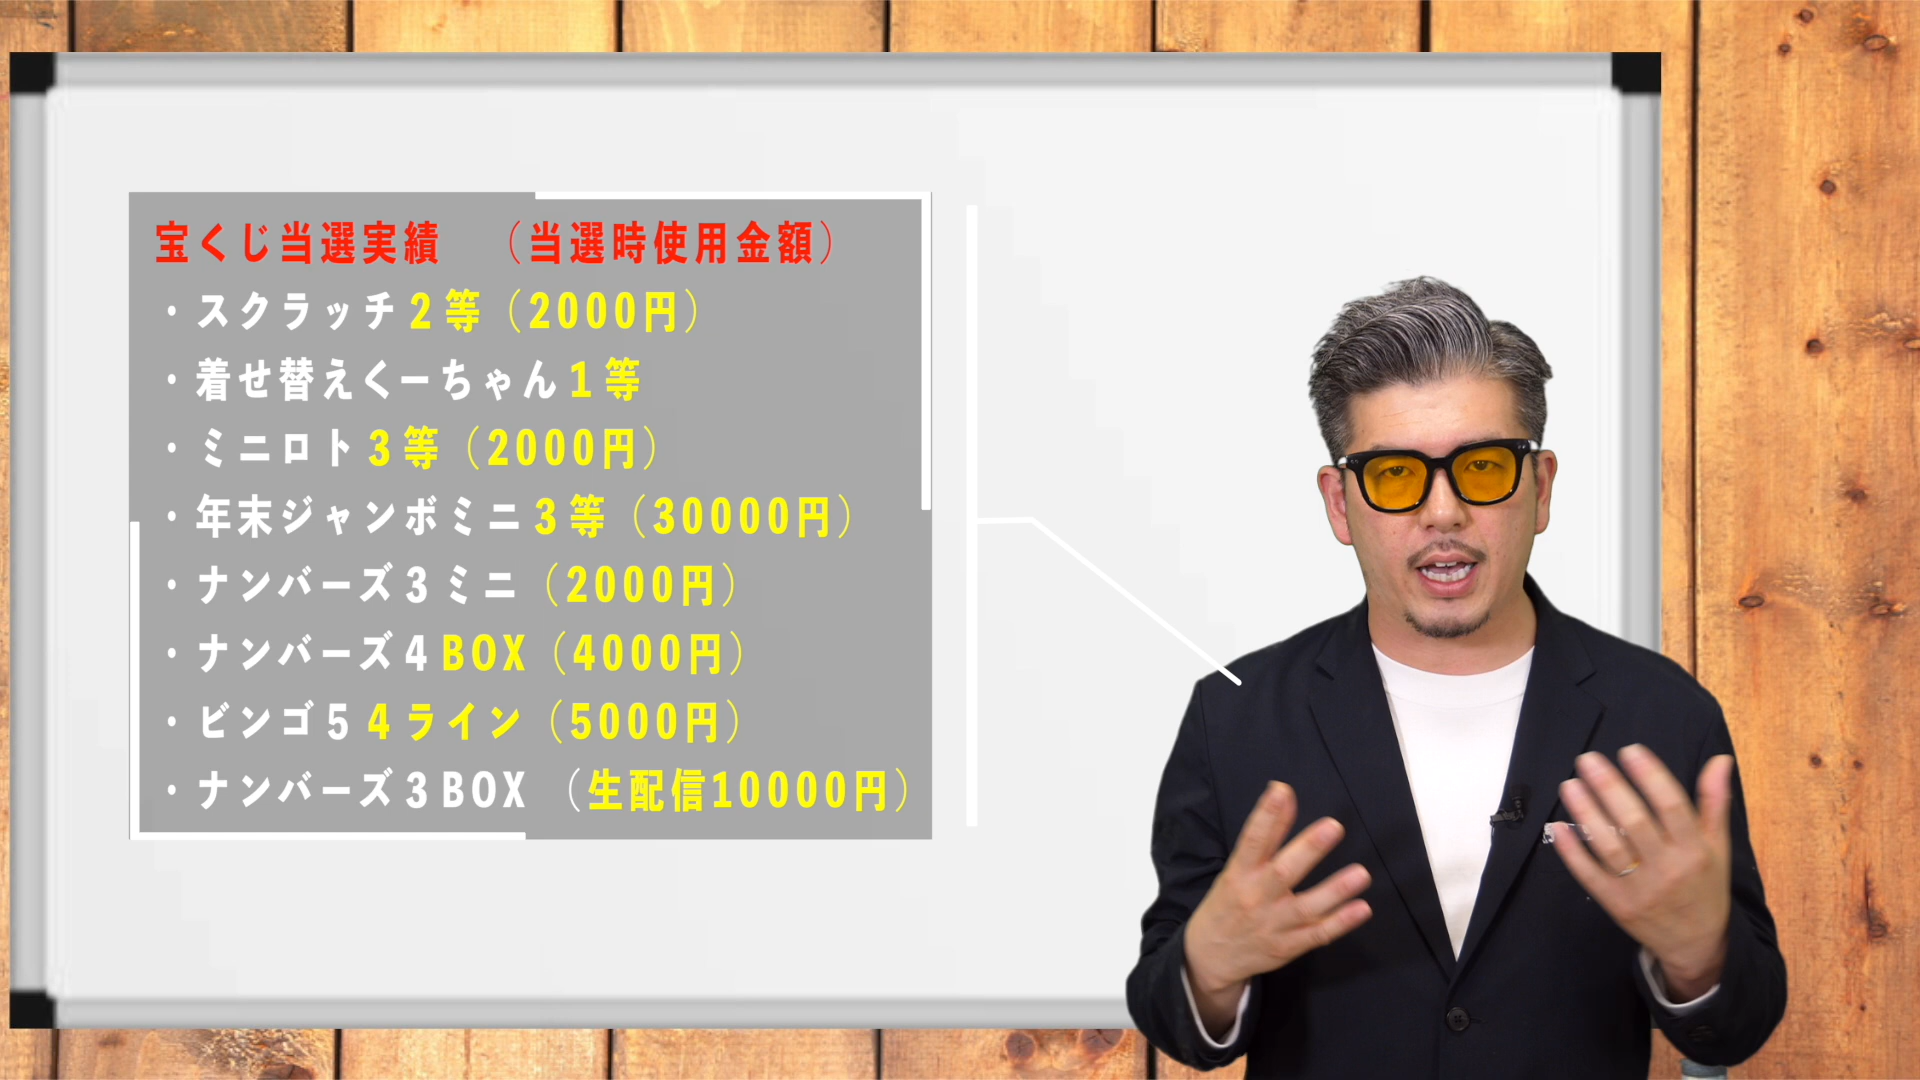 宝くじ当選実績　（当選時使用金額）
・スクラッチ２等（2000円）
・着せ替えくーちゃん１等
・ミニロト３等（2000円）
・年末ジャンボミニ３等（30000円）
・ナンバーズ３ミニ（2000円）
・ナンバーズ４BOX（4000円）
・ビンゴ５４ライン（5000円）
・ナンバーズ３BOX （生配信10000円）